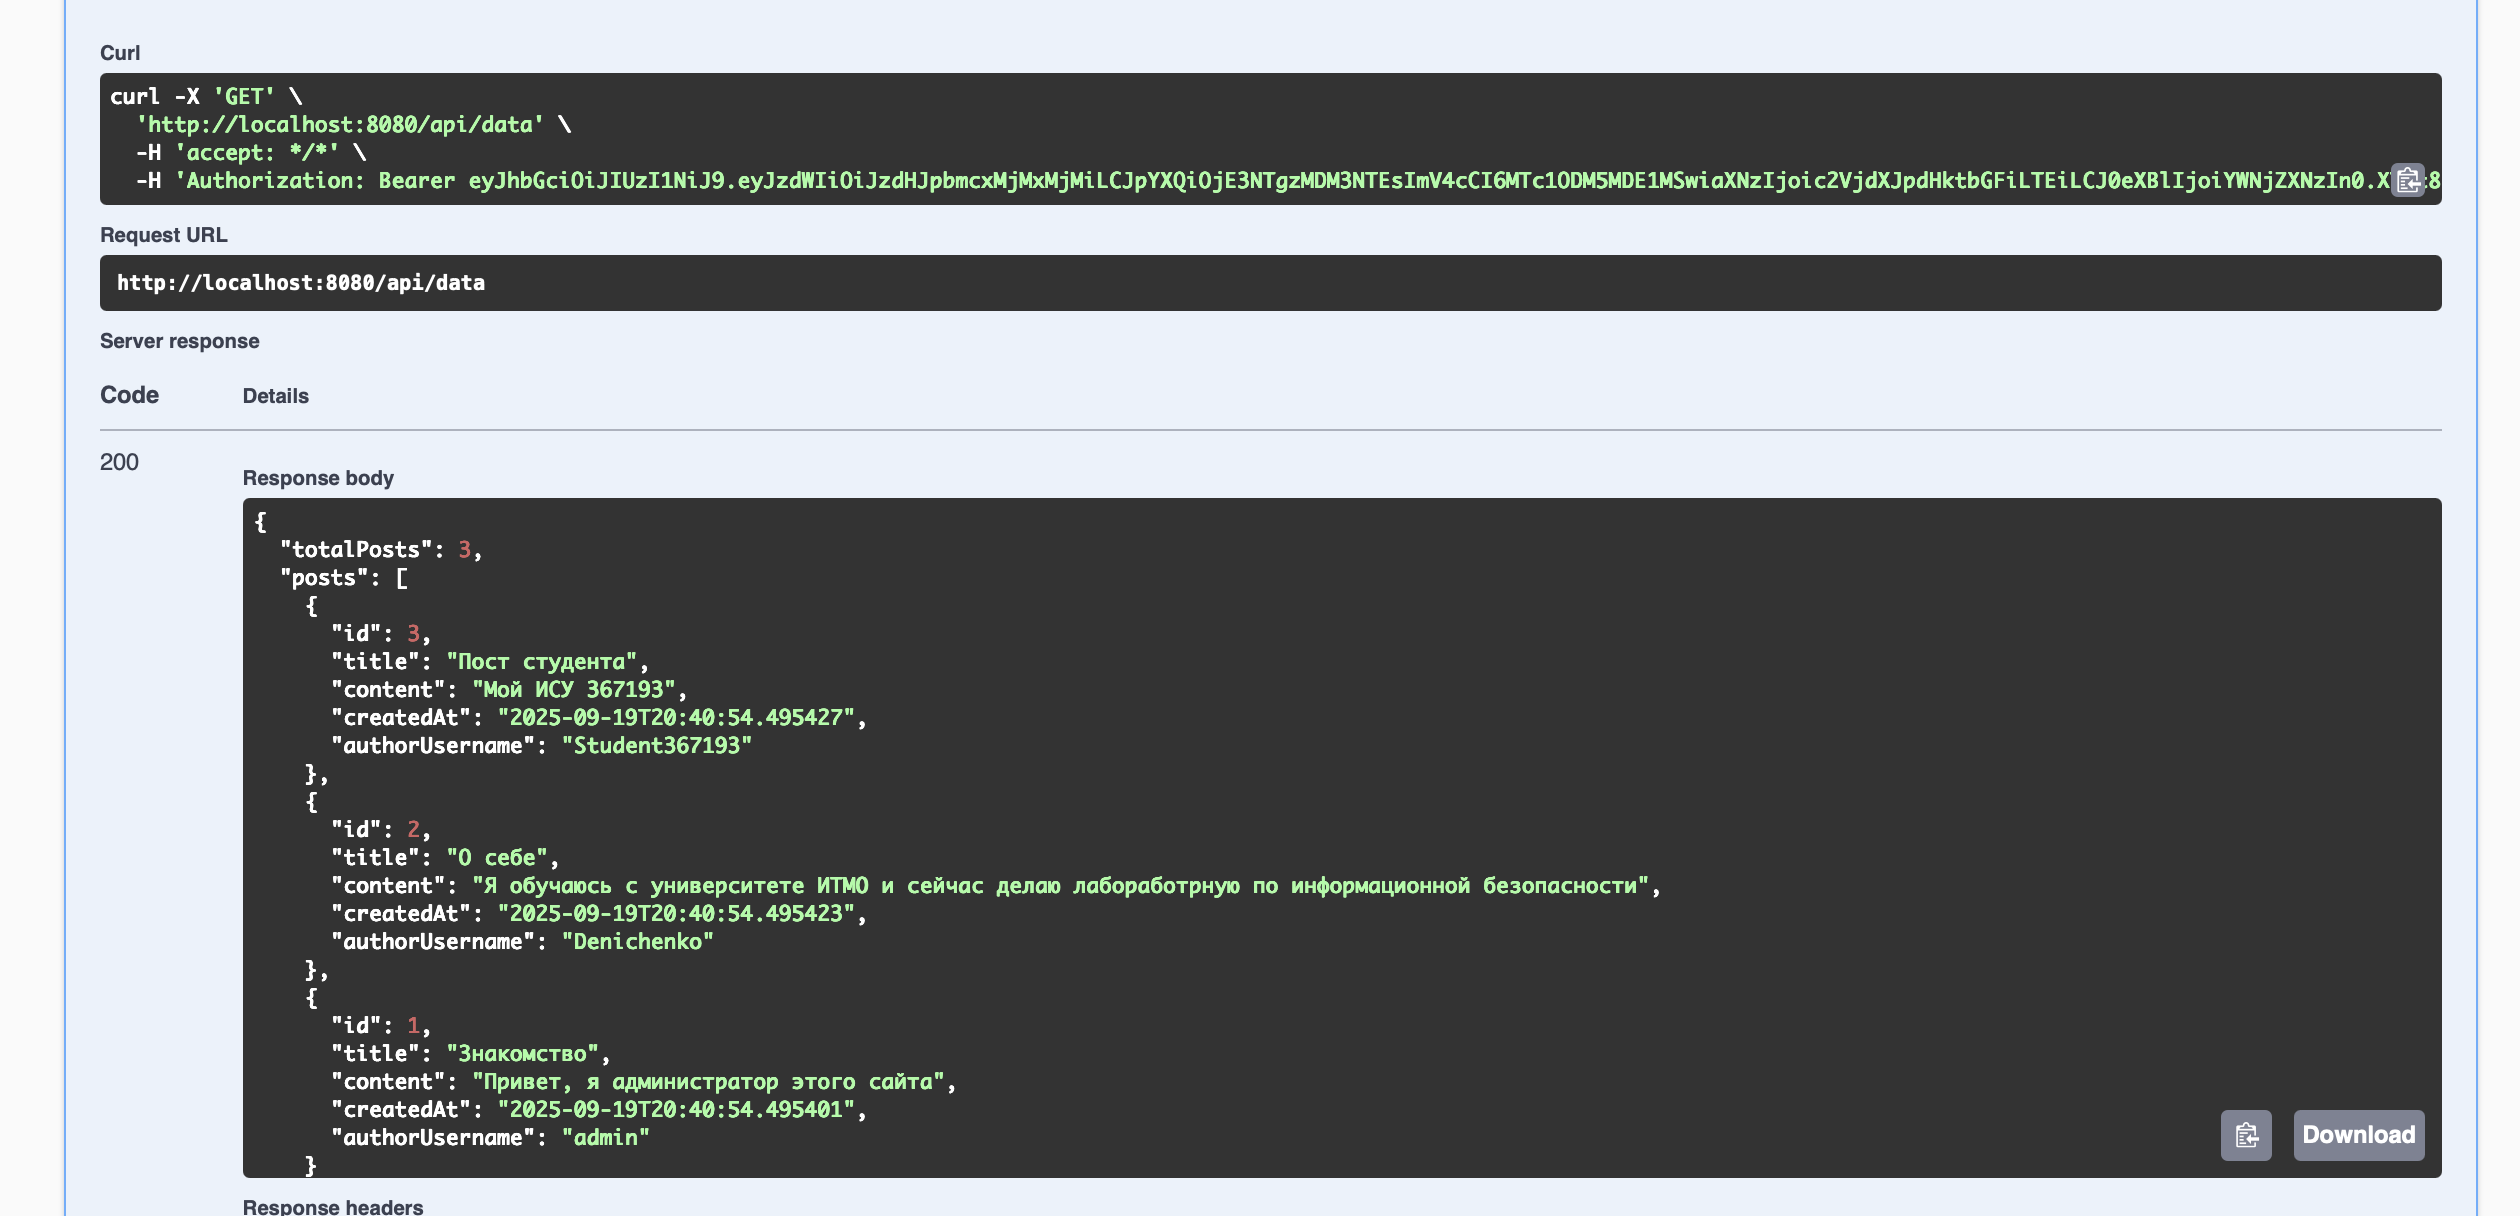 Curl
curl -X 'GET' \
'http://localhost:8080/api/data' \
-H 'accept: */*' \
-H 'Authorization: Bearer eyJhbGciOiJIUzI1NiJ9.eyJzdWIiOiJzdHJpbmcxMjMxMjMiLCJpYXQiOjE3NTgzMDM3NTEsImV4cCI6MTc1ODM5MDE1MSwiaXNzIjoic2VjdXJpdHktbGFiLTEiLCJ0eXBlIjoiYWNjZXNzIn0.X
Request URL
http://localhost:8080/api/data
Server response
Code Details
200
Response body
{
"totalPosts": 3,
"posts": [
{
"id": 3,
"title": "Пост студента",
"content": "Мой ИСУ 367193",
"createdAt": "2025-09-19T20:40:54.495427",
"authorUsername": "Student367193"
},
{
"id": 2,
"title": "О себе",
"content": "Я обучаюсь с университете ИТМО и сейчас делаю лабораборатрную по информационной безопасности",
"createdAt": "2025-09-19T20:40:54.495423",
"authorUsername": "Denichenko"
},
{
"id": 1,
"title": "Знакомство",
"content": "Привет, я администратор этого сайта",
"createdAt": "2025-09-19T20:40:54.495401",
"authorUsername": "admin"
}
Download
Response headers